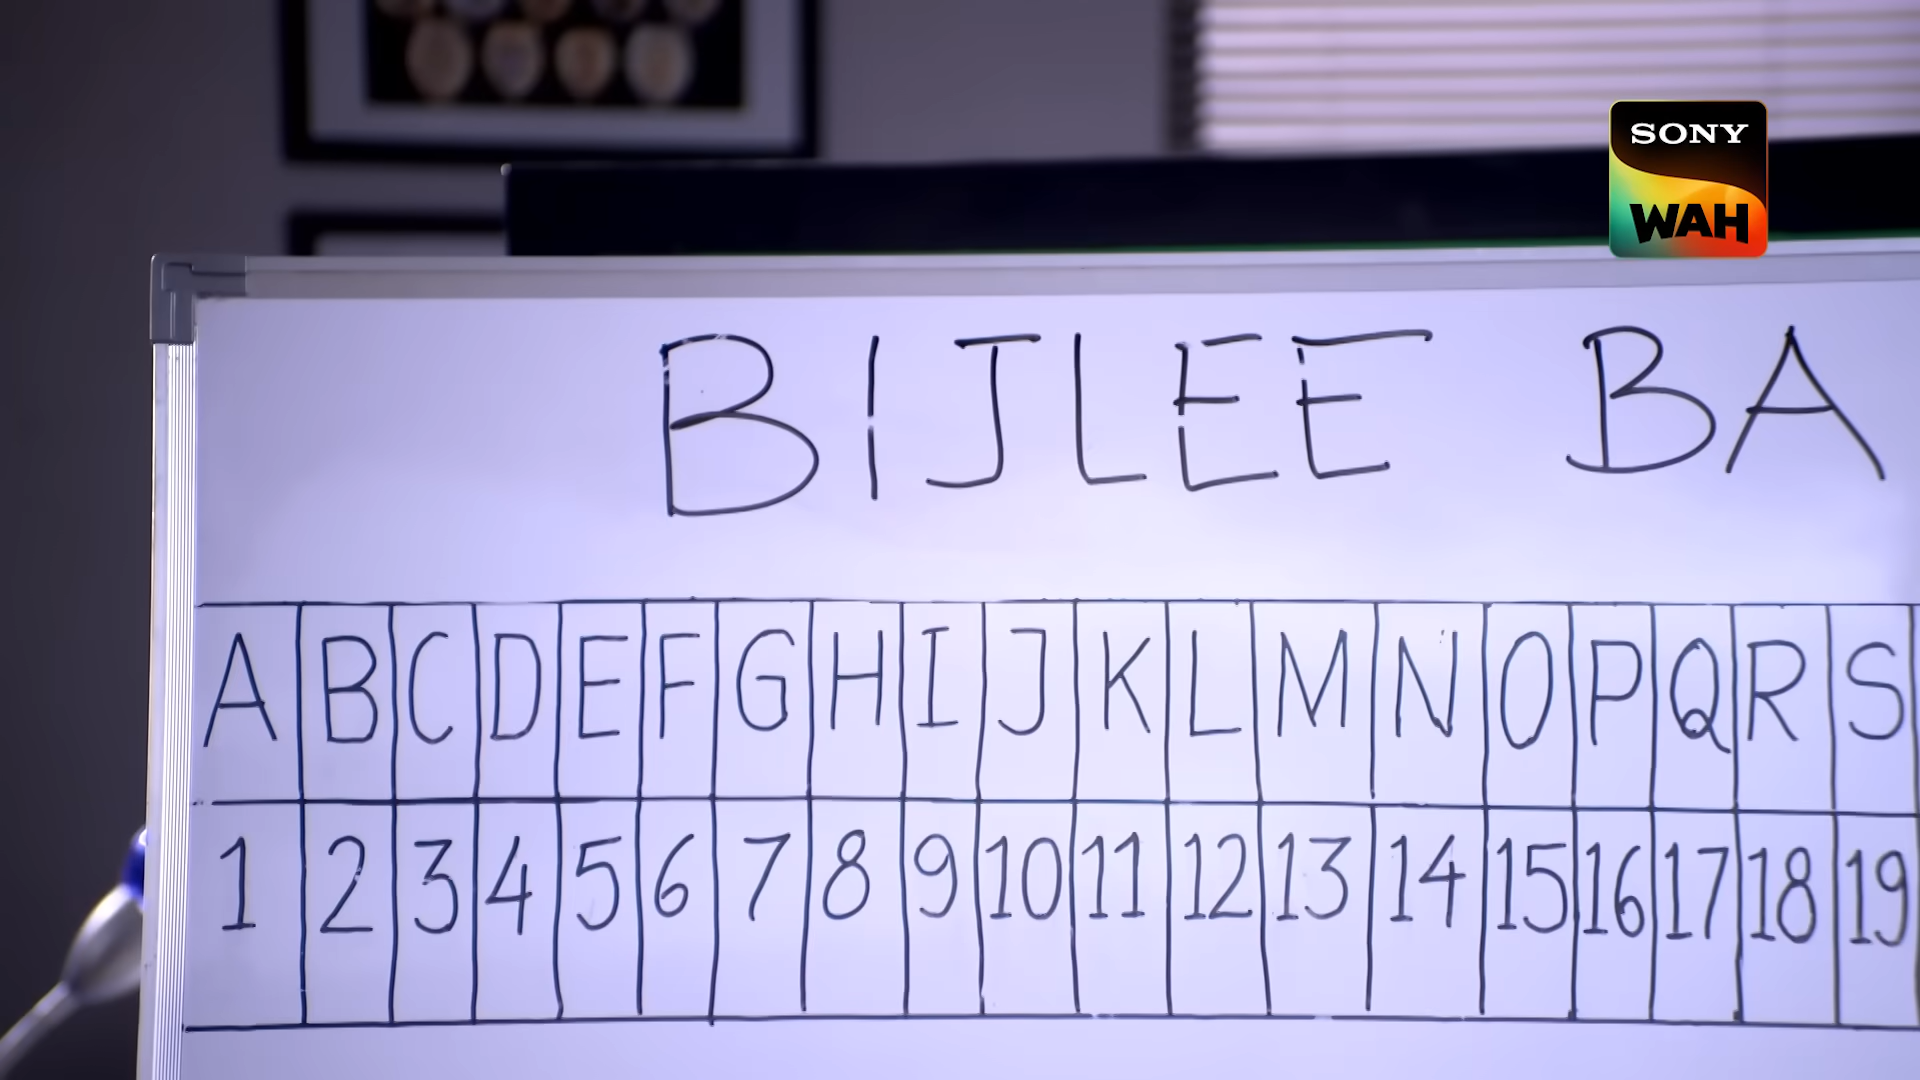 SONY
WAH
BIJLEE BA
A B C D E F G H I J K L M N O P Q R S
1 2 3 4 5 6 7 8 9 10 11 12 13 14 15 16 17 18 19